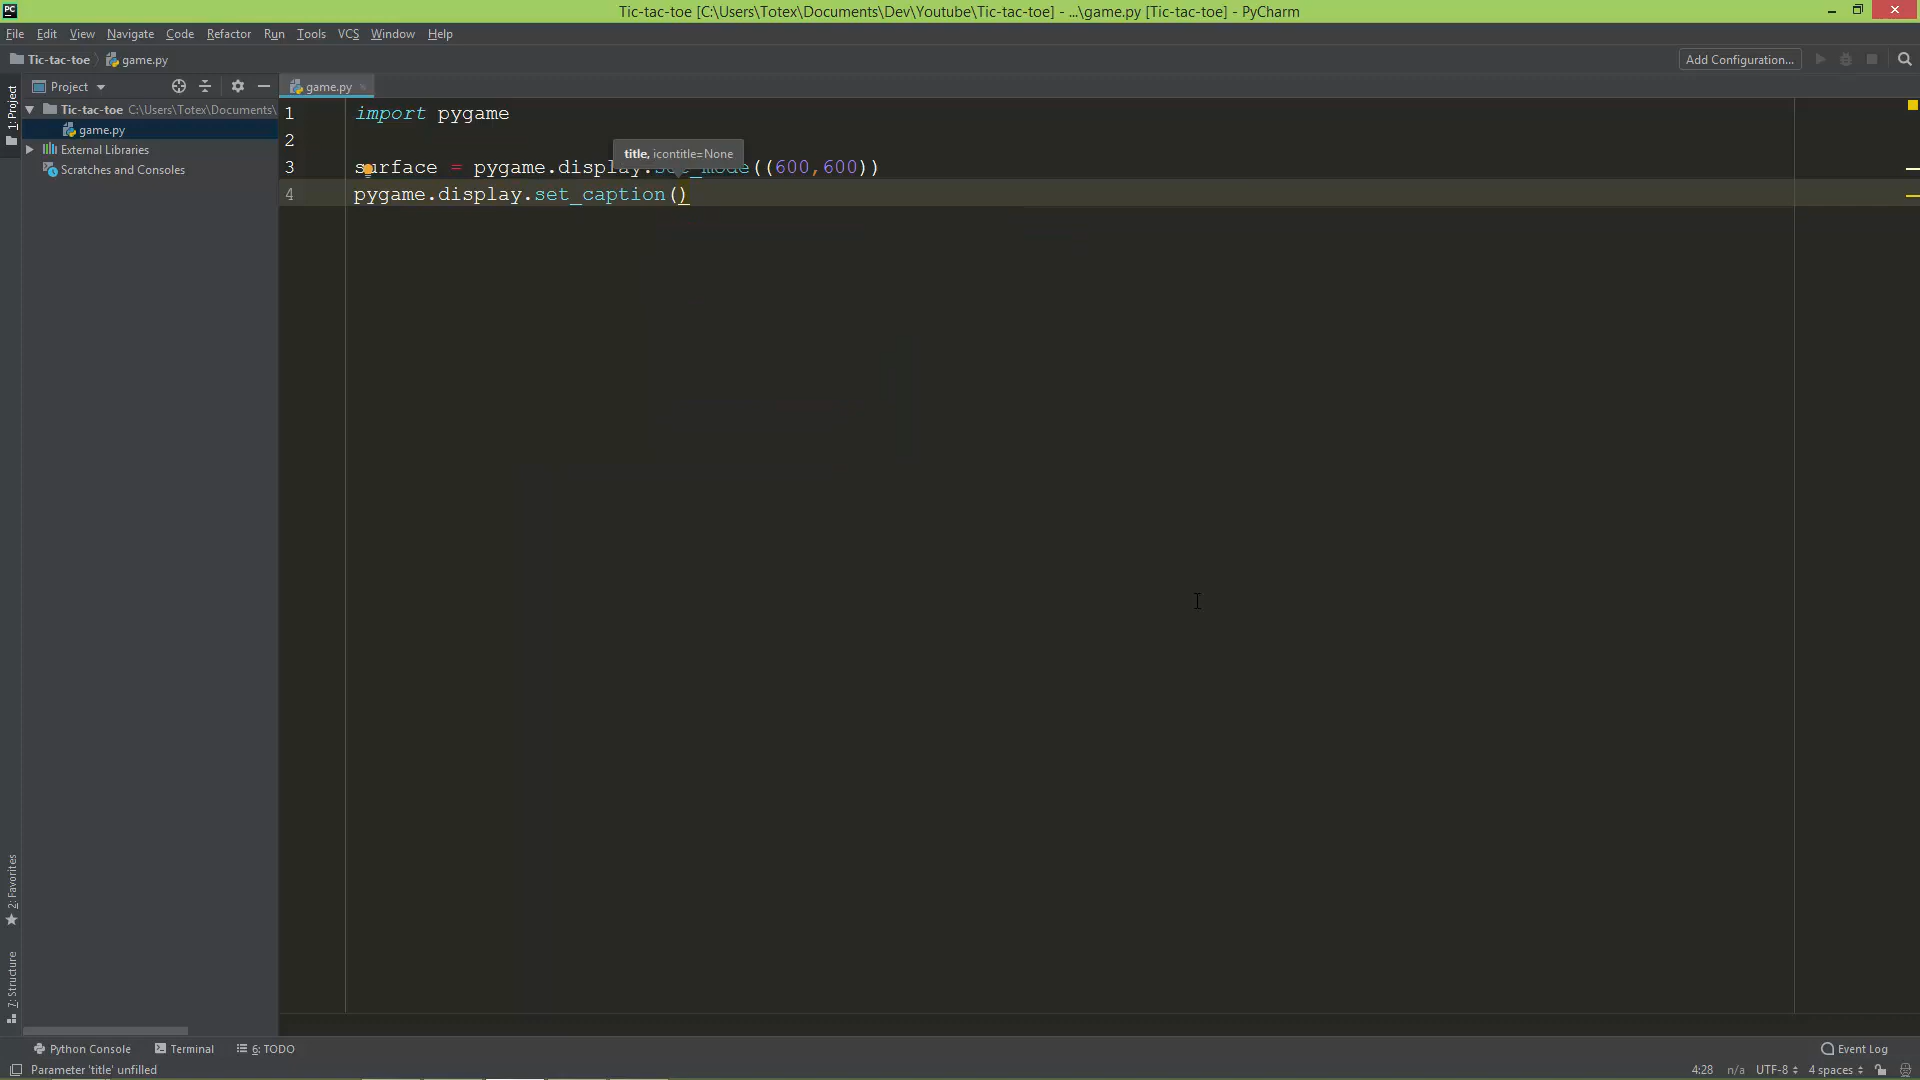 PC
Tic-tac-toe [C:\Users\Totex\Documents\Dev\Youtube\Tic-tac-toe] - ...\game.py [Tic-tac-toe] - PyCharm
File Edit View Navigate Code Refactor Run Tools VCS Window Help
Tic-tac-toe game.py Add Configuration...
1: Project
Project
game.py
Tic-tac-toe C:\Users\Totex\Documents\
game.py
External Libraries
Scratches and Consoles
1 import pygame
2
title, icontitle=None
3 surface = pygame.display.set_mode((600,600))
4 pygame.display.set_caption()
2: Favorites
7: Structure
Python Console Terminal 6: TODO Event Log
Parameter 'title' unfilled 4:28 n/a UTF-8 4 spaces